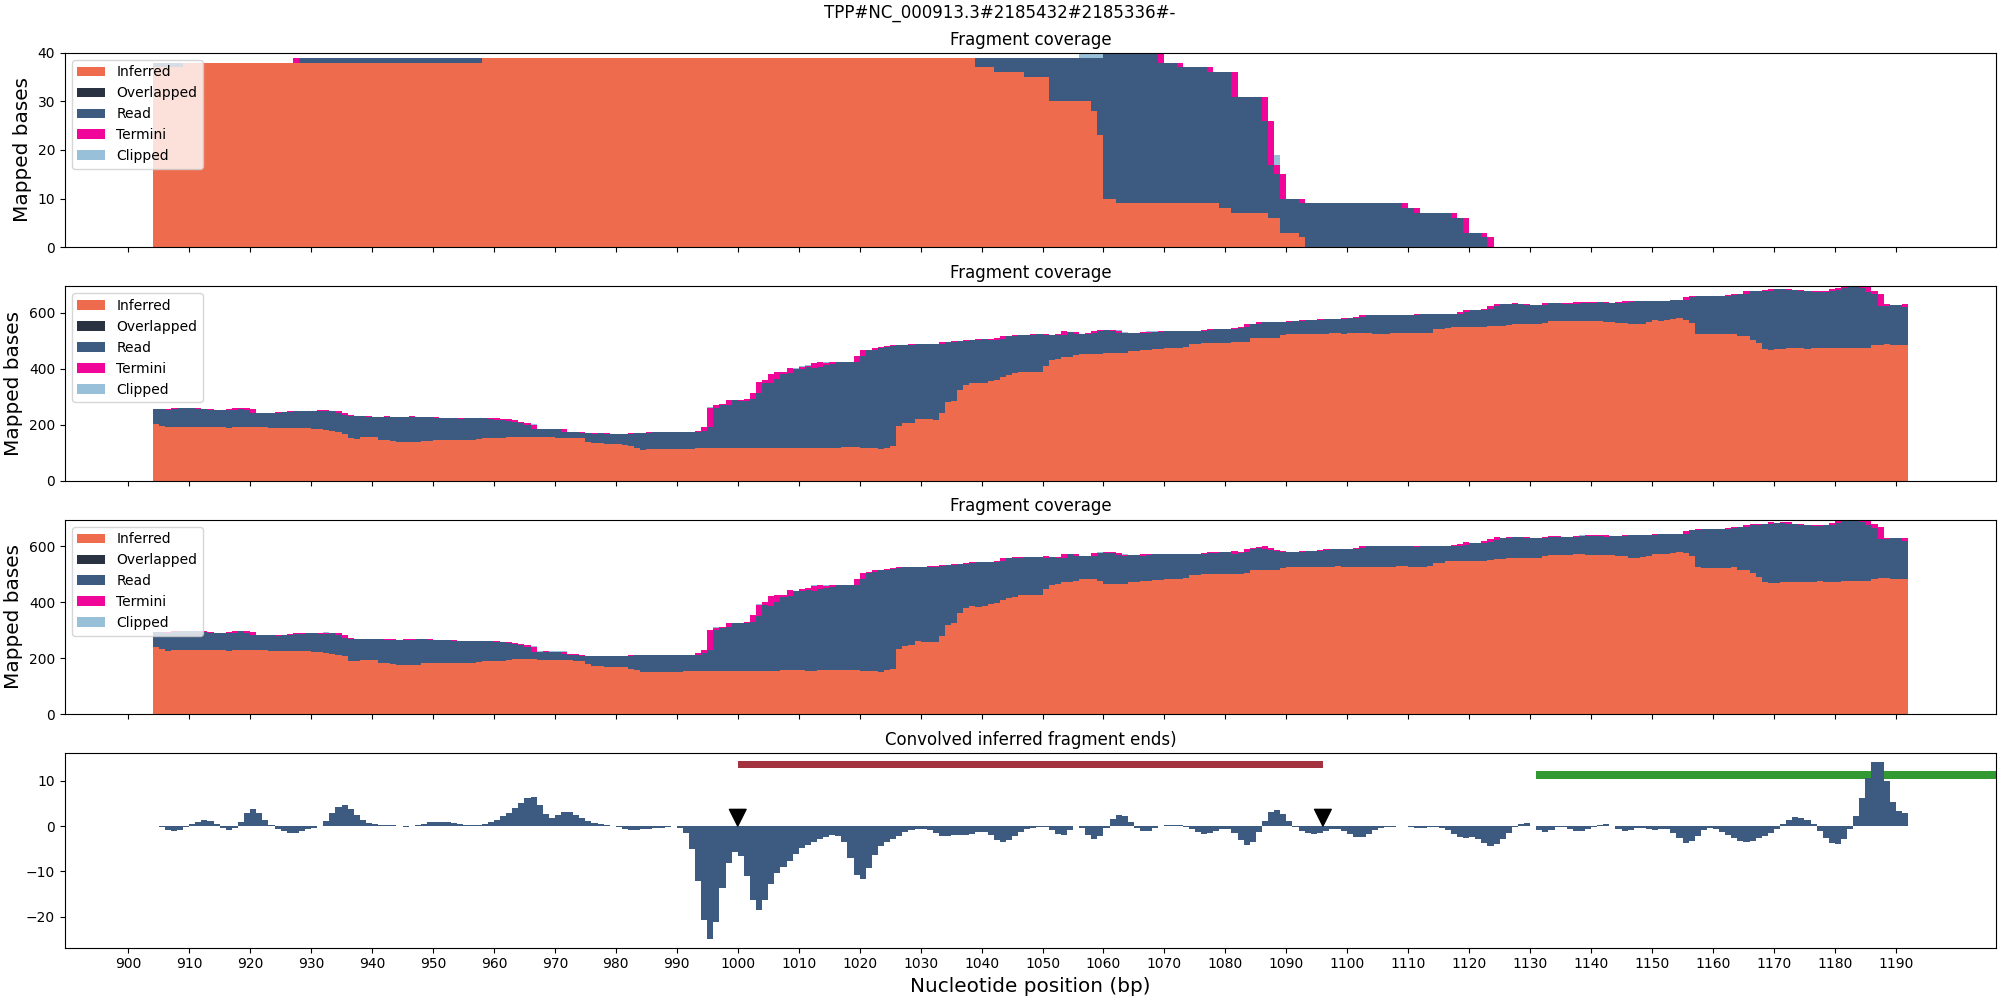 TPP#NC_000913.3#2185432#2185336#-
Fragment coverage
40
30
20
10
0
Mapped bases
Inferred
Overlapped
Read
Termini
Clipped
Fragment coverage
600
400
200
0
Mapped bases
Inferred
Overlapped
Read
Termini
Clipped
Fragment coverage
600
400
200
0
Mapped bases
Inferred
Overlapped
Read
Termini
Clipped
Convolved inferred fragment ends)
10
0
−10
−20
900 910 920 930 940 950 960 970 980 990 1000 1010 1020 1030 1040 1050 1060 1070 1080 1090 1100 1110 1120 1130 1140 1150 1160 1170 1180 1190
Nucleotide position (bp)